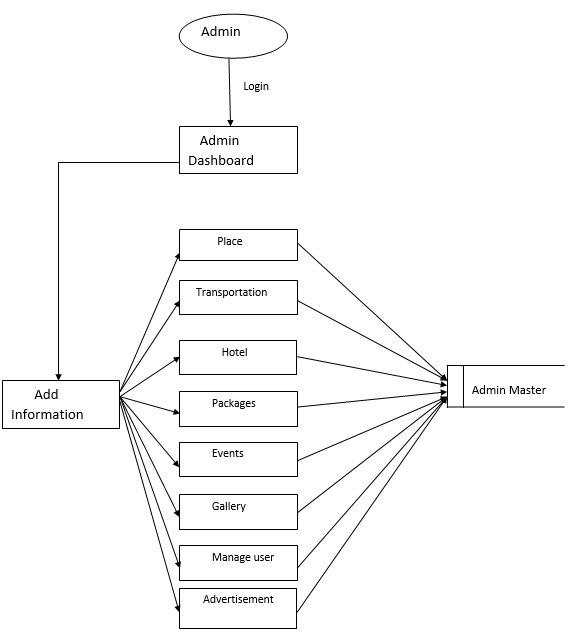 Admin
Login
Admin
Dashboard
Place
Transportation
Hotel
Add
Information
Admin Master
Packages
Events
Gallery
Manage user
Advertisement